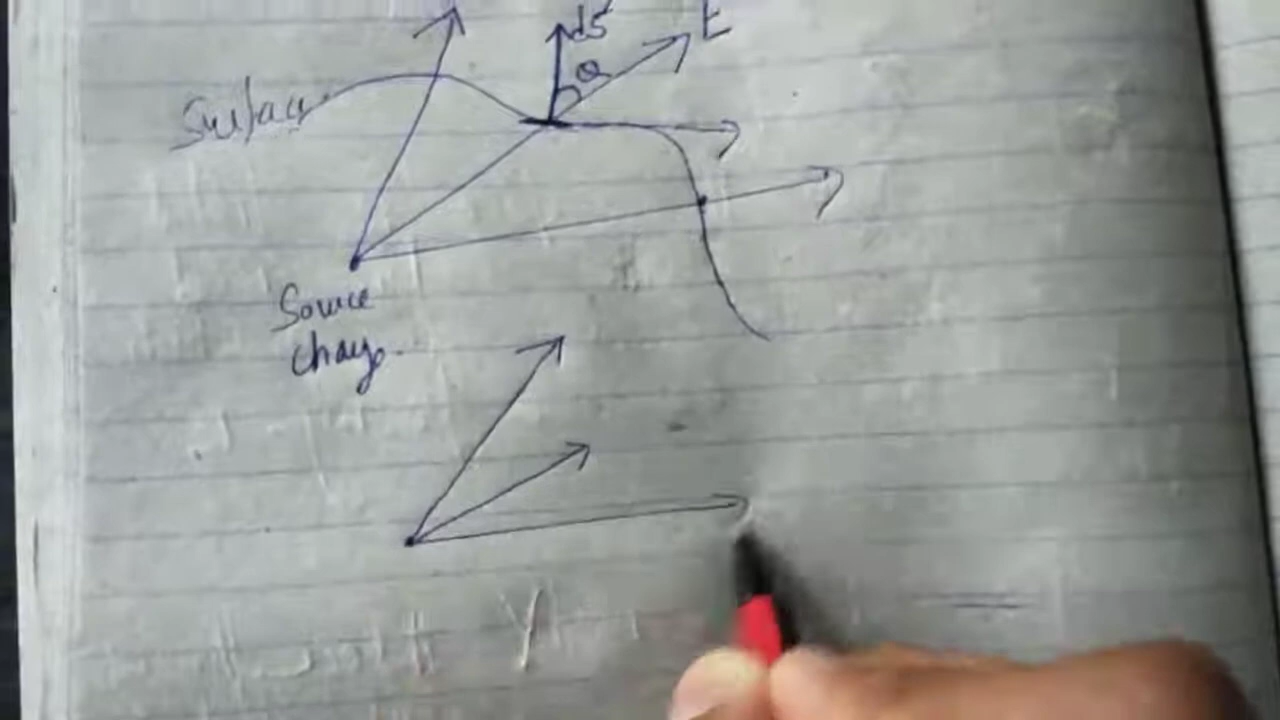 ds E
θ
Surface
Source
charge